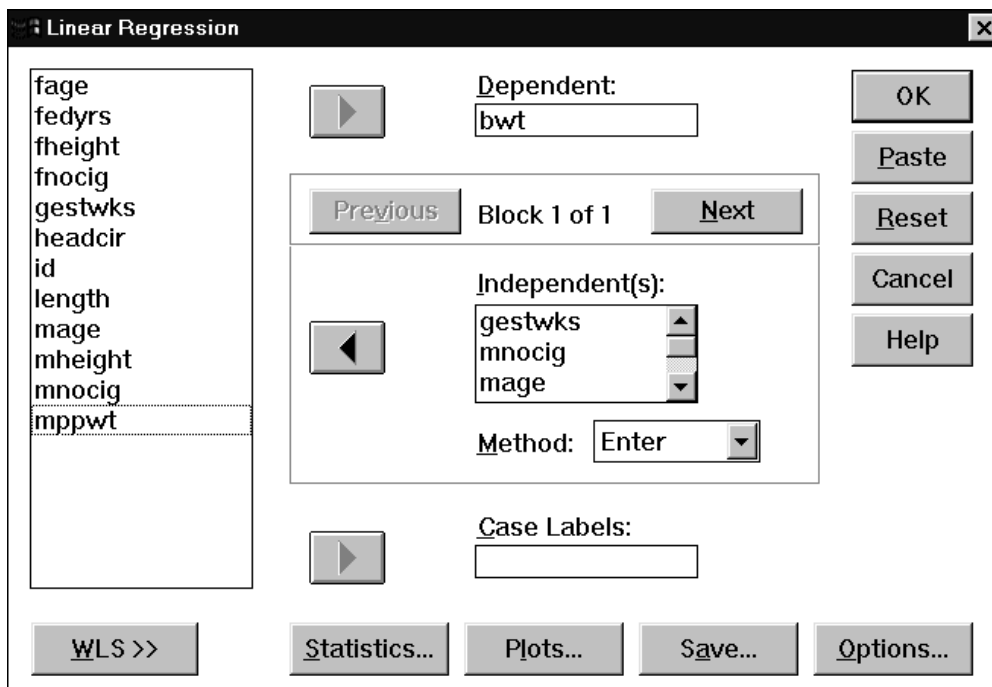 Linear Regression
fage
fedyrs
fheight
fnocig
gestwks
headcir
id
length
mage
mheight
mnocig
mppwt
Dependent:
bwt
Previous
Block 1 of 1
Next
Independent(s):
gestwks
mnocig
mage
Method: Enter
Case Labels:
OK
Paste
Reset
Cancel
Help
WLS >>
Statistics...
Plots...
Save...
Options...